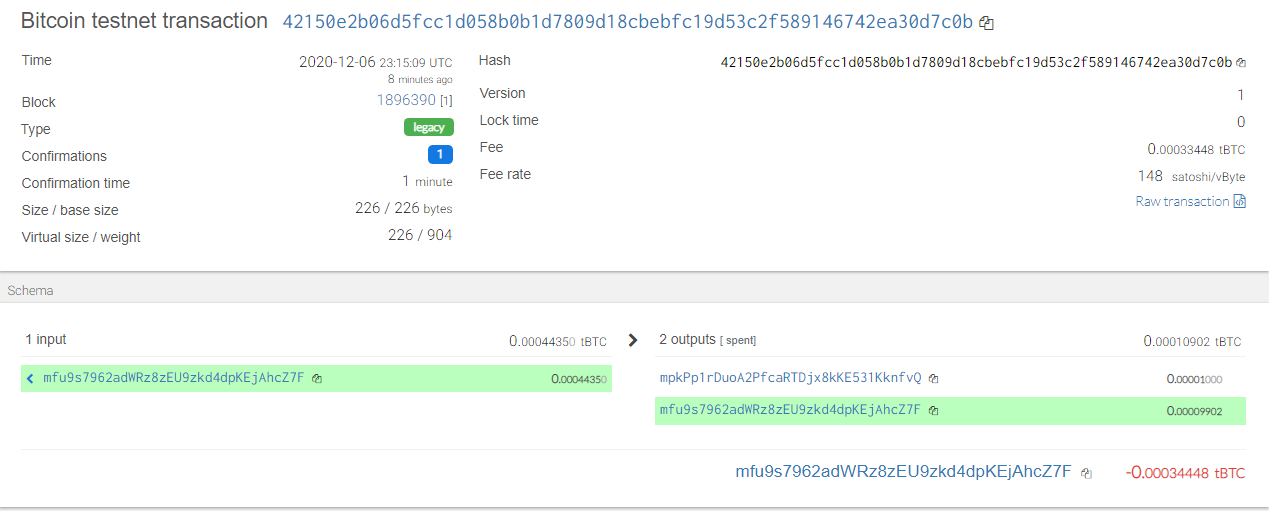 Bitcoin testnet transaction 42150e2b06d5fcc1d058b0b1d7809d18cbebfc19d53c2f589146742ea30d7c0b
Time 2020-12-06 23:15:09 UTC
8 minutes ago
Block 1896390 [1]
Type legacy
Confirmations 1
Confirmation time 1 minute
Size / base size 226 / 226 bytes
Virtual size / weight 226 / 904
Hash 42150e2b06d5fcc1d058b0b1d7809d18cbebfc19d53c2f589146742ea30d7c0b
Version 1
Lock time 0
Fee 0.00033448 tBTC
Fee rate 148 satoshi/vByte
Raw transaction
Schema
1 input 0.00044350 tBTC
mfu9s7962adWRz8zEU9zkd4dpKEjAhcZ7F 0.00044350
2 outputs [ spent] 0.00010902 tBTC
mpkPp1rDuoA2PfcaRTDjx8kKE531KknfvQ 0.00001000
mfu9s7962adWRz8zEU9zkd4dpKEjAhcZ7F 0.00009902
mfu9s7962adWRz8zEU9zkd4dpKEjAhcZ7F -0.00034448 tBTC